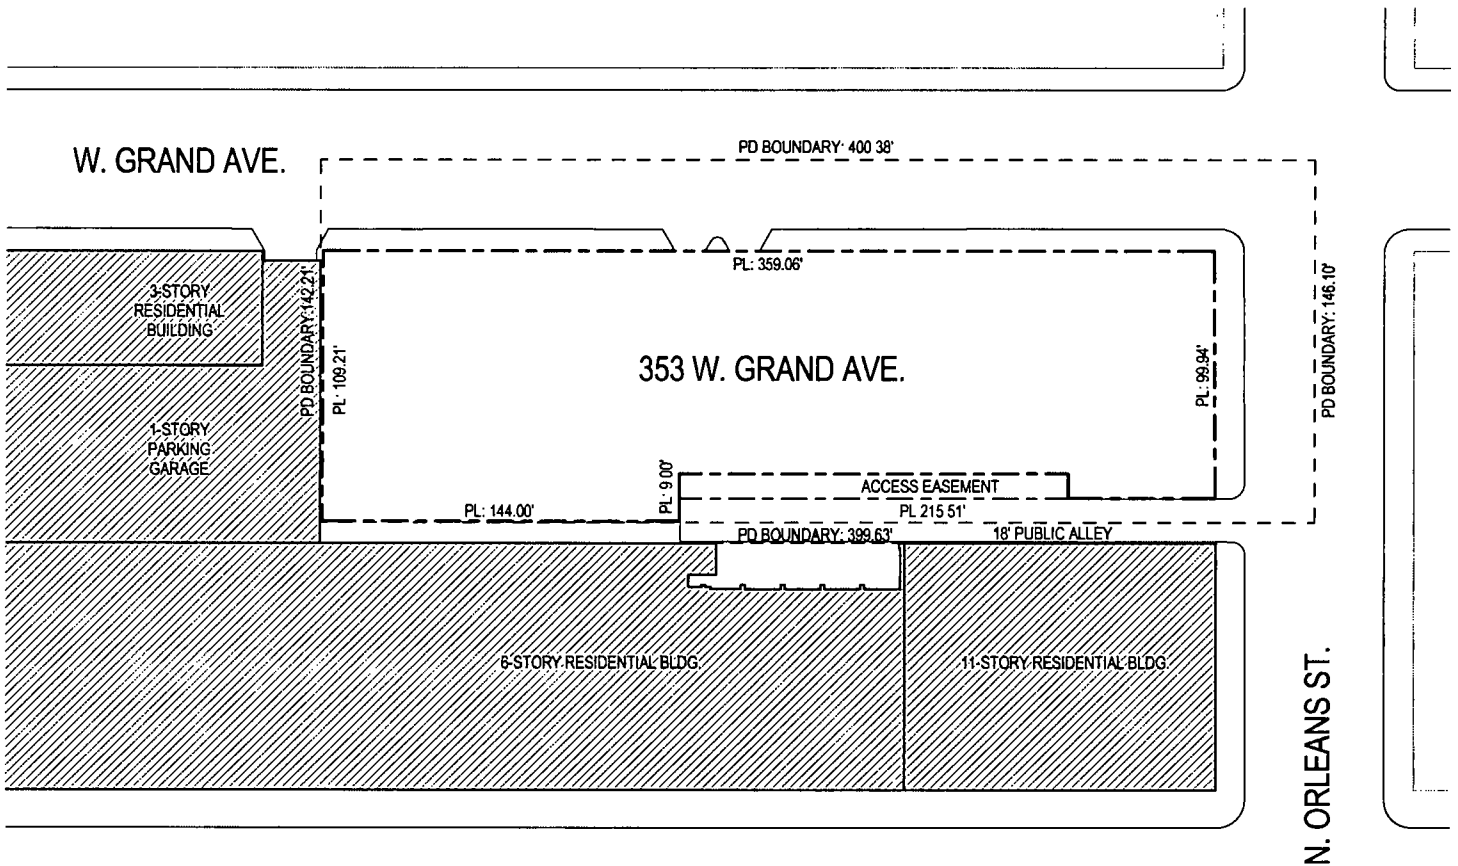 PD BOUNDARY: 400 38'
W. GRAND AVE.
PL: 359.06'
3-STORY
RESIDENTIAL
BUILDING
PD BOUNDARY: 142.21'
PL: 109.21'
353 W. GRAND AVE.
PL: 99.94'
PD BOUNDARY: 146.10'
1-STORY
PARKING
GARAGE
PL: 9 00'
ACCESS EASEMENT
PL: 144.00'
PL 215 51'
PD BOUNDARY: 399.63'
18' PUBLIC ALLEY
6-STORY RESIDENTIAL BLDG.
11-STORY RESIDENTIAL BLDG.
N. ORLEANS ST.